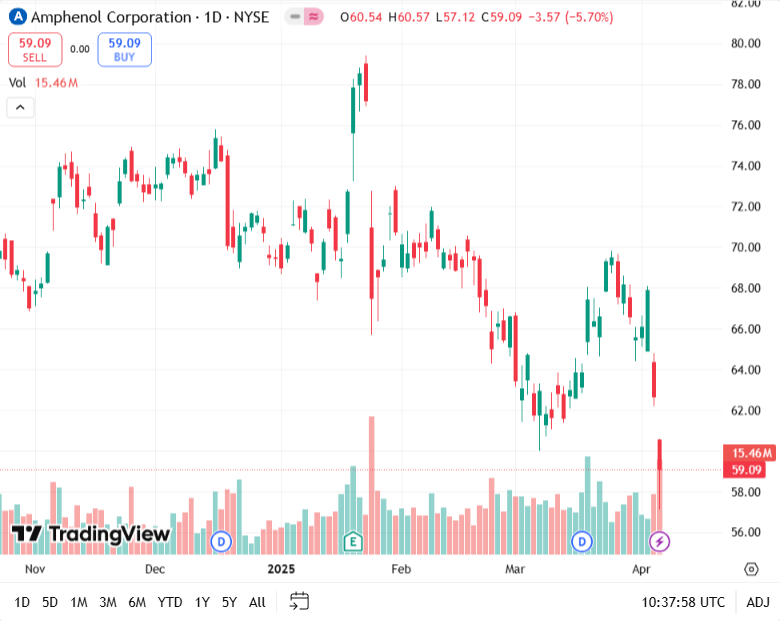 A Amphenol Corporation · 1D · NYSE O60.54 H60.57 L57.12 C59.09 −3.57 (−5.70%)
59.09 SELL 0.00 59.09 BUY
Vol 15.46M
82.00
80.00
78.00
76.00
74.00
72.00
70.00
68.00
66.00
64.00
62.00
15.46M
59.09
58.00
56.00
TradingView
D E D
Nov Dec 2025 Feb Mar Apr
1D 5D 1M 3M 6M YTD 1Y 5Y All 10:37:58 UTC ADJ